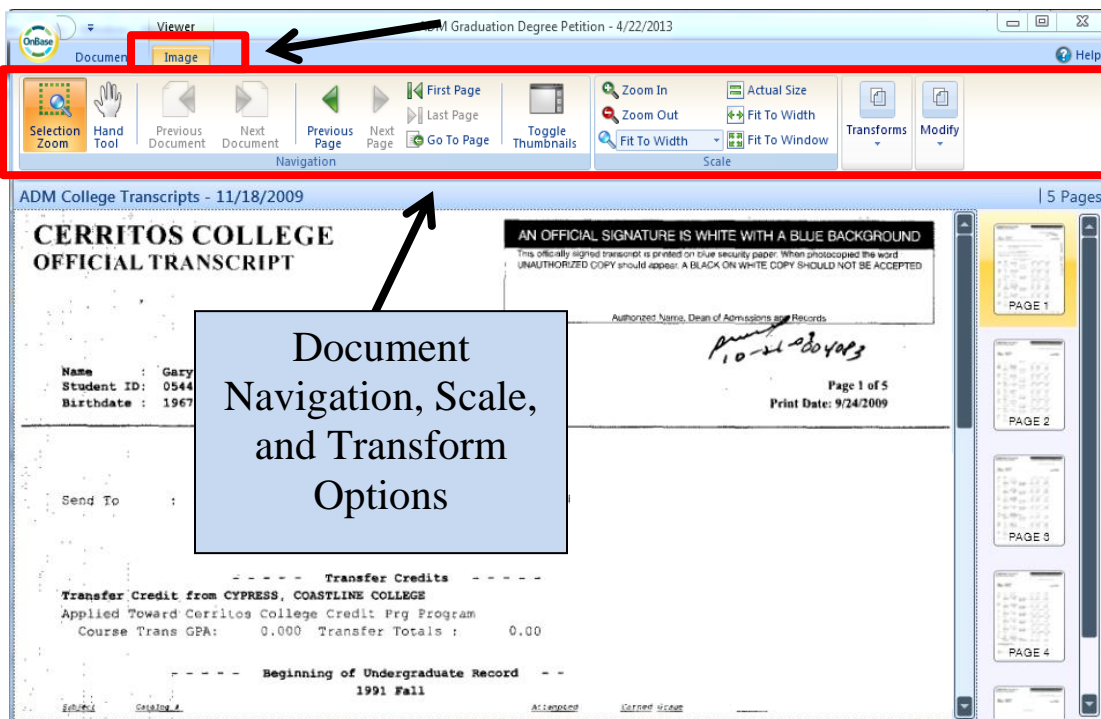 OnBase
Viewer
ADM Graduation Degree Petition - 4/22/2013
Document Image
Help
Selection Zoom
Hand Tool
Previous Document
Next Document
Previous Page
Next Page
First Page
Last Page
Go To Page
Toggle Thumbnails
Navigation
Zoom In
Zoom Out
Fit To Width
Actual Size
Fit To Width
Fit To Window
Scale
Transforms
Modify
ADM College Transcripts - 11/18/2009
5 Pages
CERRITOS COLLEGE
OFFICIAL TRANSCRIPT
AN OFFICIAL SIGNATURE IS WHITE WITH A BLUE BACKGROUND
This officially signed transcript is printed on blue security paper. When photocopied the word
UNAUTHORIZED COPY should appear. A BLACK ON WHITE COPY SHOULD NOT BE ACCEPTED
Authorized Name, Dean of Admissions and Records
Name : Gary
Student ID: 0544
Birthdate : 1967
Page 1 of 5
Print Date: 9/24/2009
Document
Navigation, Scale,
and Transform
Options
Send To :
- - - - - Transfer Credits - - - - -
Transfer Credit from CYPRESS, COASTLINE COLLEGE
Applied Toward Cerritos College Credit Prg Program
Course Trans GPA: 0.000 Transfer Totals : 0.00
- - - - - Beginning of Undergraduate Record - -
1991 Fall
Subject Catalog # Attempted Earned Grade
PAGE 1
PAGE 2
PAGE 3
PAGE 4